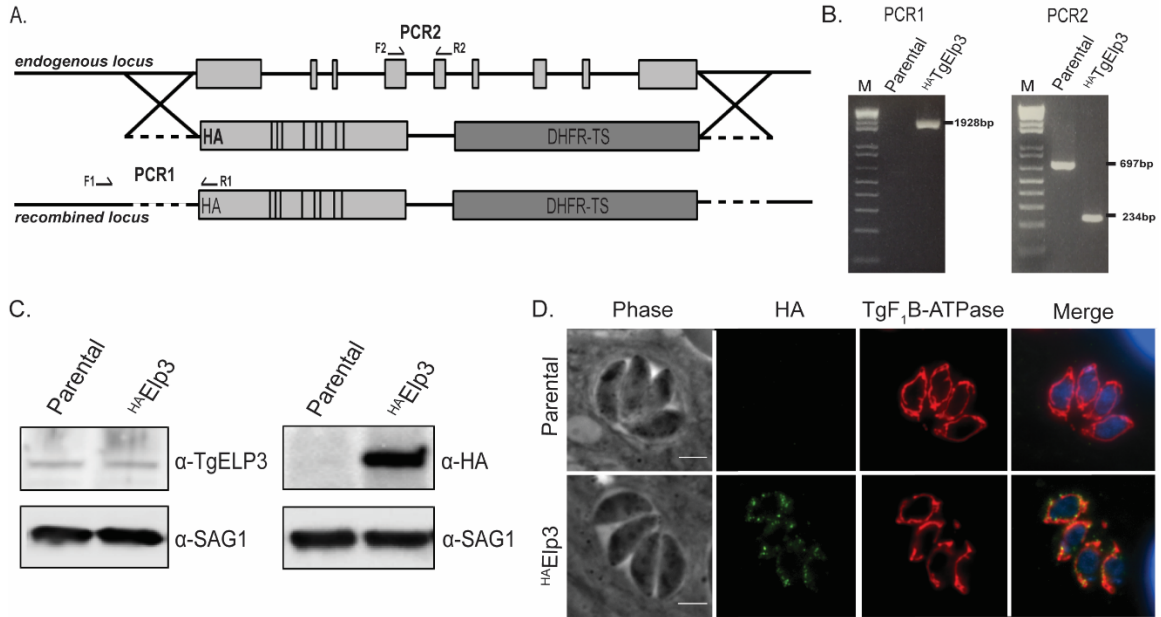 A.
PCR2
F2 R2
endogenous locus
HA DHFR-TS
F1 PCR1 R1
HA DHFR-TS
recombined locus
B.
PCR1 PCR2
M Parental HATgElp3 M Parental HATgElp3
1928bp
697bp
234bp
C.
Parental HAElp3 Parental HAElp3
α-TgELP3 α-HA
α-SAG1 α-SAG1
D.
Phase HA TgF₁B-ATPase Merge
Parental
HAElp3